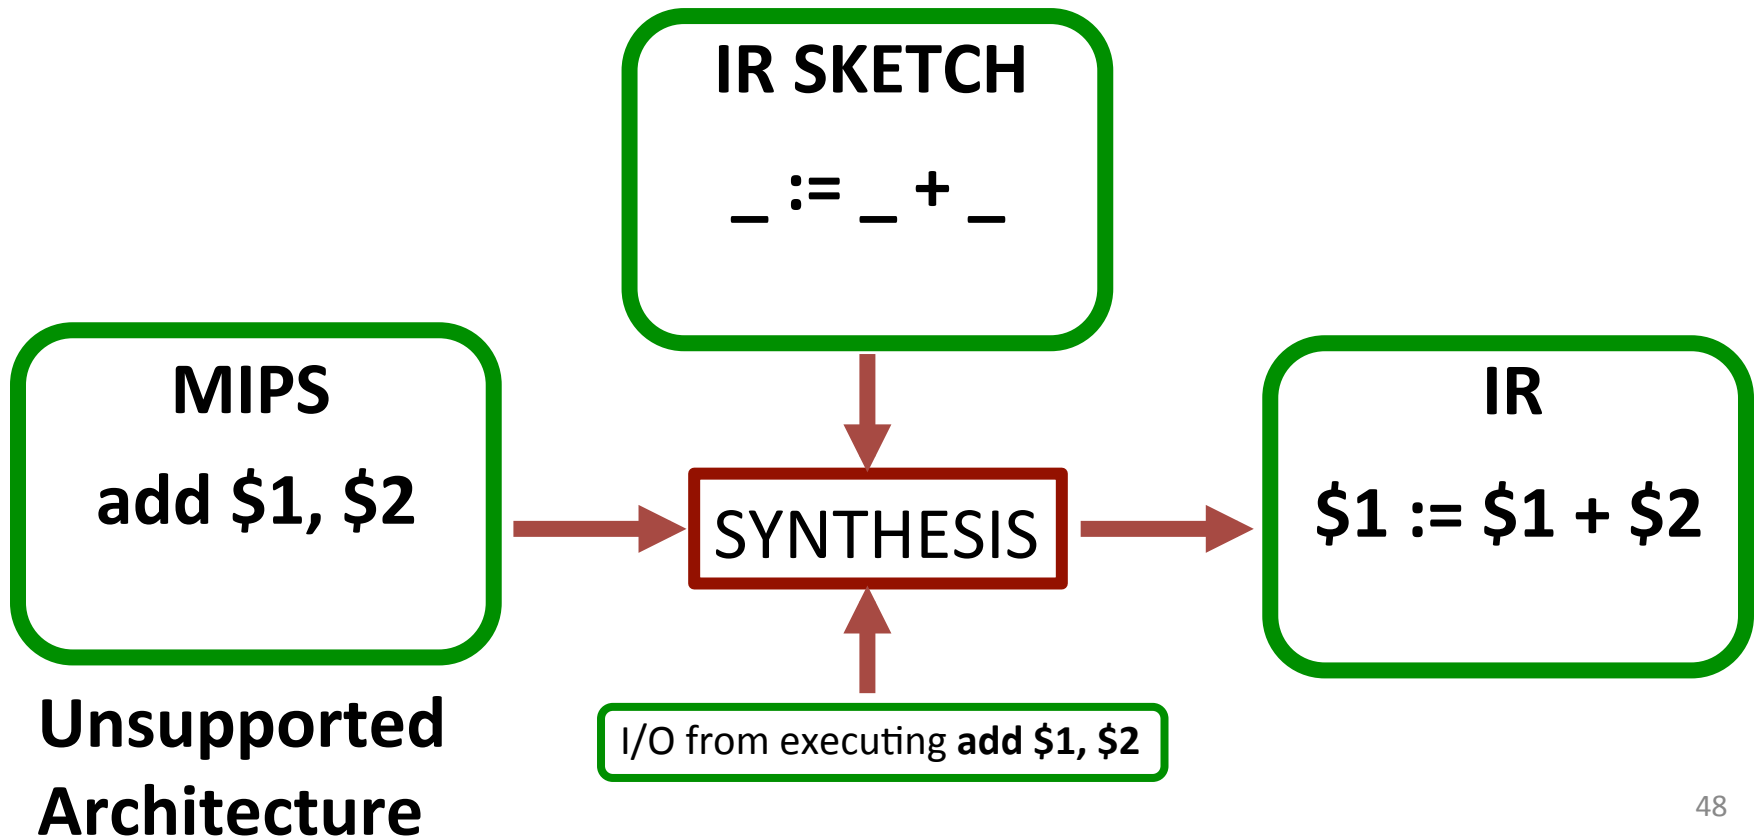 IR SKETCH
_ := _ + _
MIPS
add $1, $2
Unsupported
Architecture
SYNTHESIS
I/O from executing add $1, $2
IR
$1 := $1 + $2
48